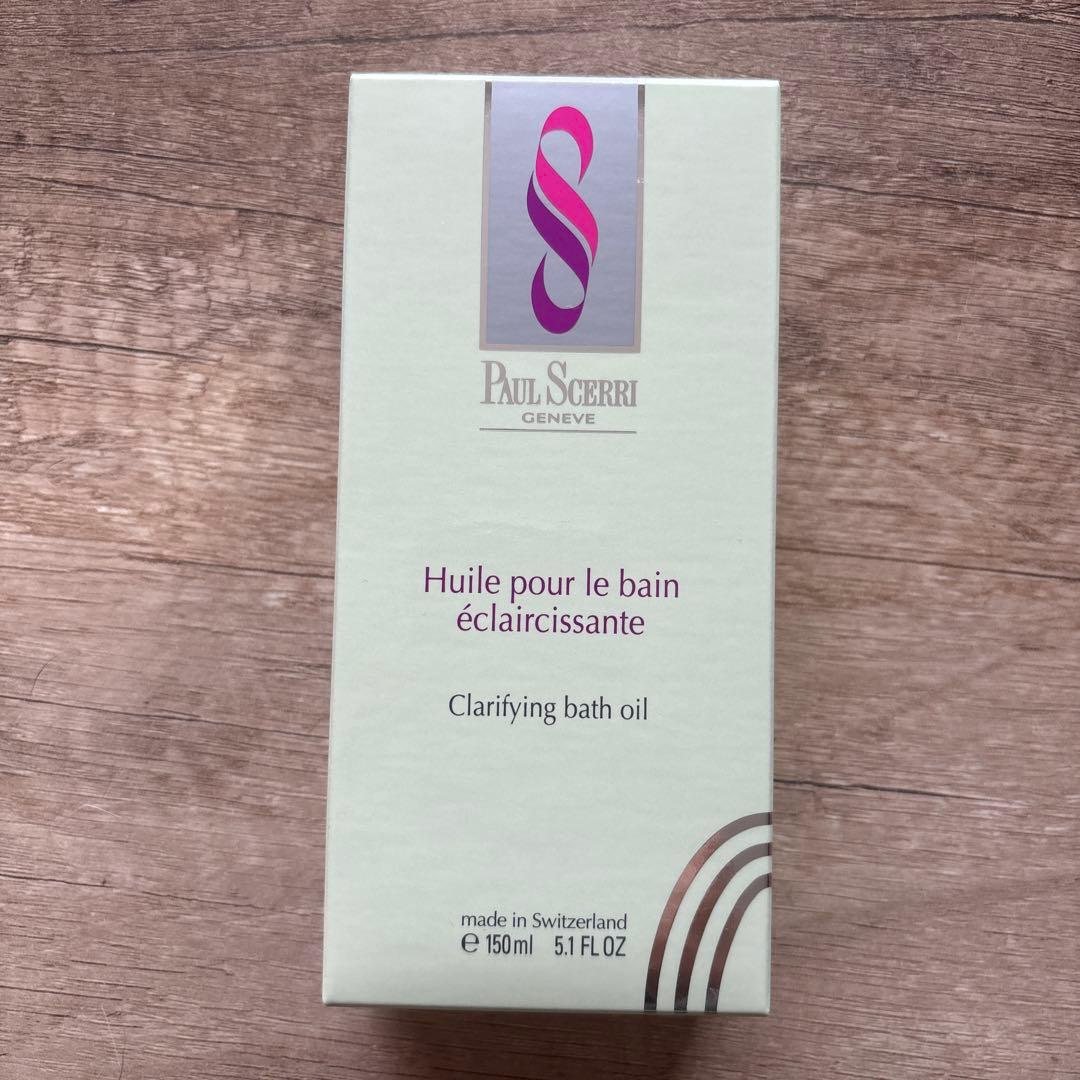 PAUL SCERRI
GENEVE
Huile pour le bain
éclaircissante
Clarifying bath oil
made in Switzerland
℮ 150ml 5.1 FL OZ